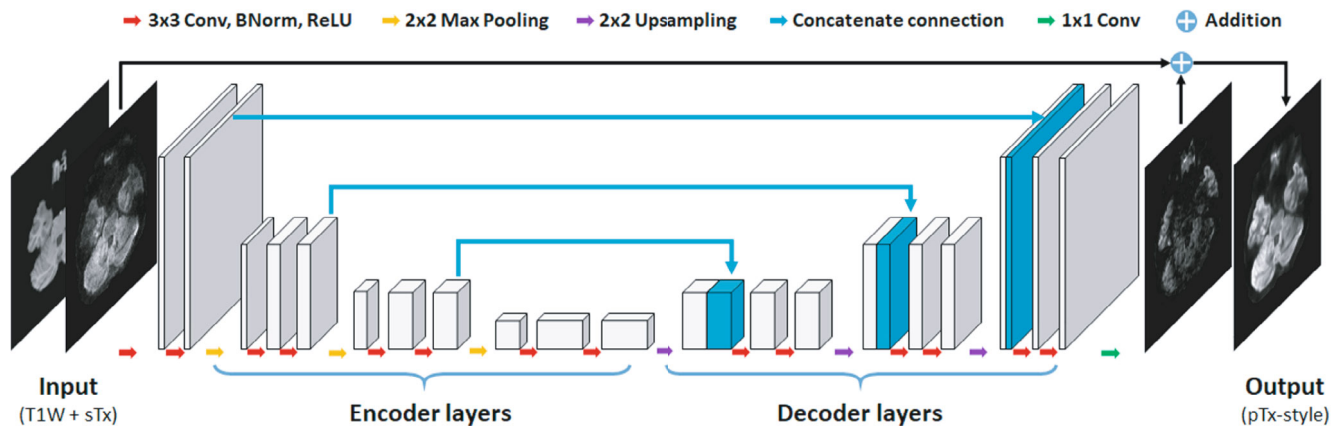 3x3 Conv, BNorm, ReLU
2x2 Max Pooling
2x2 Upsampling
Concatenate connection
1x1 Conv
Addition
Input
(T1W + sTx)
Encoder layers
Decoder layers
Output
(pTx-style)